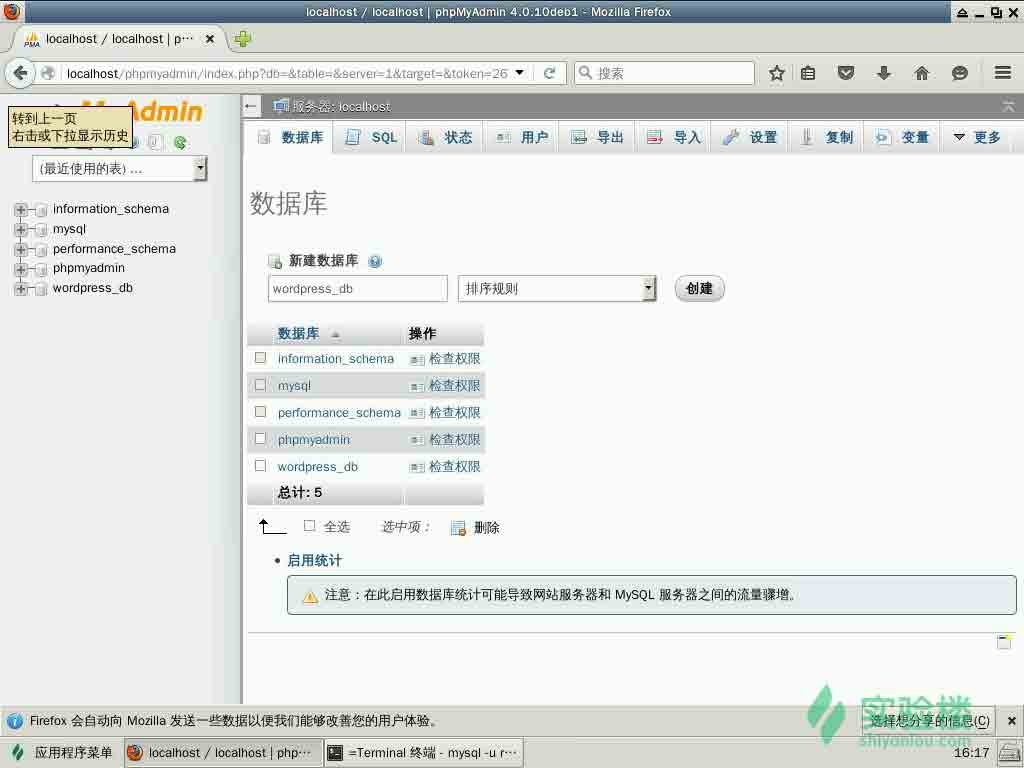 localhost / localhost | phpMyAdmin 4.0.10deb1 - Mozilla Firefox
localhost / localhost | p···
localhost/phpmyadmin/index.php?db=&table=&server=1&target=&token=26
搜索
Admin
转到上一页
右击或下拉显示历史
(最近使用的表) ...
information_schema
mysql
performance_schema
phpmyadmin
wordpress_db
服务器: localhost
数据库 SQL 状态 用户 导出 导入 设置 复制 变量 更多
数据库
新建数据库
wordpress_db 排序规则 创建
数据库 操作
information_schema 检查权限
mysql 检查权限
performance_schema 检查权限
phpmyadmin 检查权限
wordpress_db 检查权限
总计: 5
全选 选中项： 删除
启用统计
注意：在此启用数据库统计可能导致网站服务器和 MySQL 服务器之间的流量骤增。
Firefox 会自动向 Mozilla 发送一些数据以便我们能够改善您的用户体验。
选择想分享的信息(C)
实验楼
shiyanlou.com
应用程序菜单 localhost / localhost | php··· =Terminal 终端 - mysql -u r··· 16:17